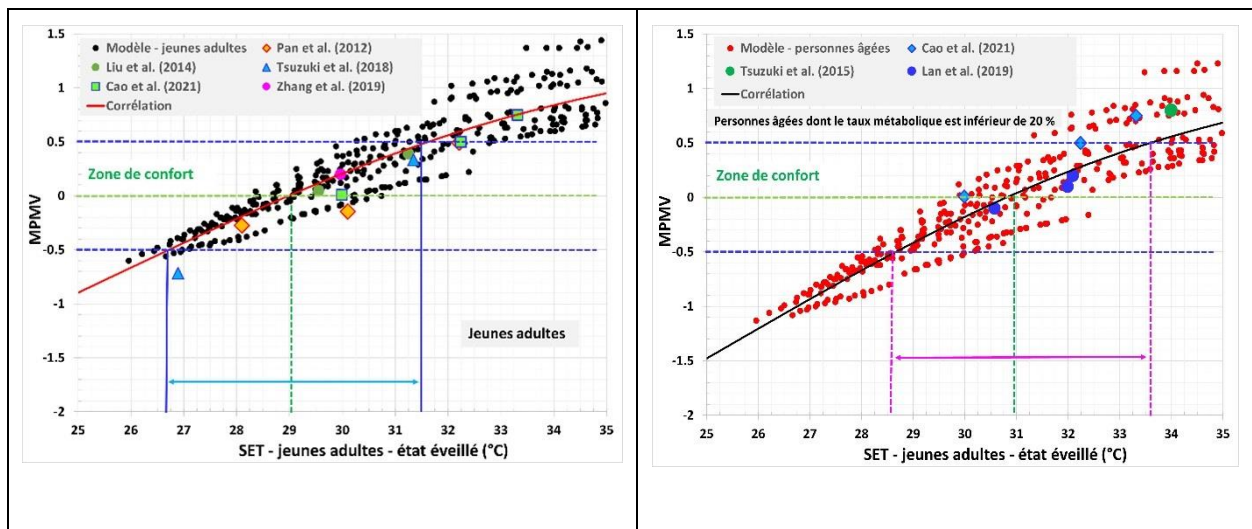 1.5
1
0.5
0
-0.5
-1
-1.5
-2
MPMV
Modèle - jeunes adultes
Pan et al. (2012)
Liu et al. (2014)
Tsuzuki et al. (2018)
Cao et al. (2021)
Zhang et al. (2019)
Corrélation
Zone de confort
Jeunes adultes
25 26 27 28 29 30 31 32 33 34 35
SET - jeunes adultes - état éveillé (°C)
1.5
1
0.5
0
-0.5
-1
-1.5
-2
MPMV
Modèle - personnes âgées
Cao et al. (2021)
Tsuzuki et al. (2015)
Lan et al. (2019)
Corrélation
Personnes âgées dont le taux métabolique est inférieur de 20 %
Zone de confort
25 26 27 28 29 30 31 32 33 34 35
SET - jeunes adultes - état éveillé (°C)